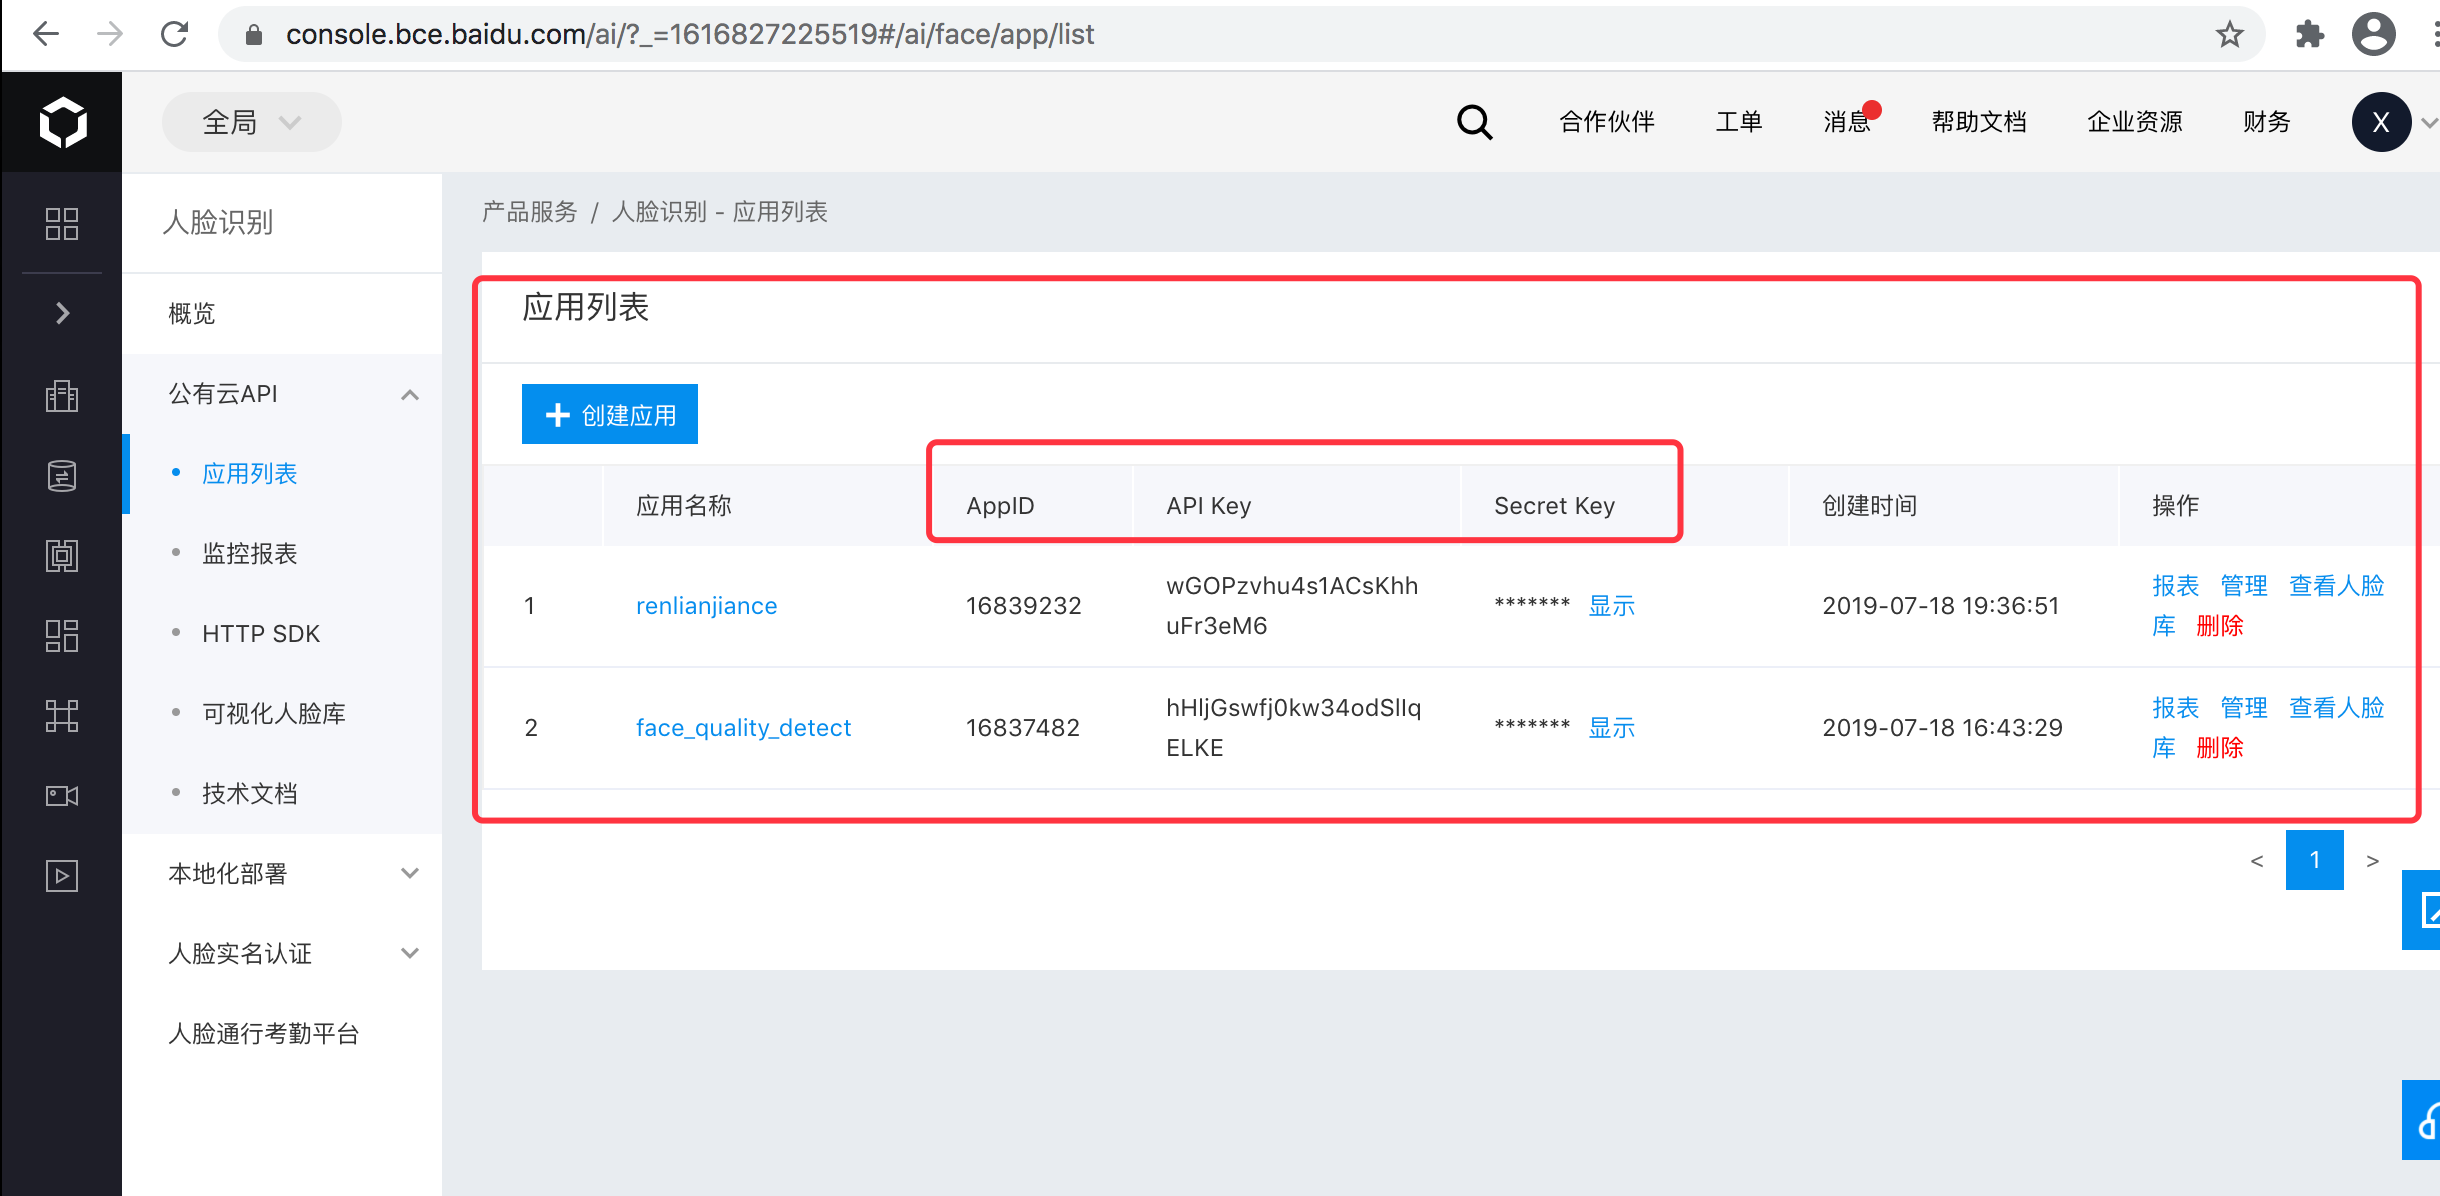 console.bce.baidu.com/ai/?_=1616827225519#/ai/face/app/list
全局
合作伙伴
工单
消息
帮助文档
企业资源
财务
X
人脸识别
概览
公有云API
应用列表
监控报表
HTTP SDK
可视化人脸库
技术文档
本地化部署
人脸实名认证
人脸通行考勤平台
产品服务 / 人脸识别 - 应用列表
应用列表
+ 创建应用
应用名称 AppID API Key Secret Key 创建时间 操作
1 renlianjiance 16839232 wGOPzvhu4s1ACsKhh ******* 显示 2019-07-18 19:36:51 报表 管理 查看人脸
uFr3eM6 库 删除
2 face_quality_detect 16837482 hHljGswfj0kw34odSlIq ******* 显示 2019-07-18 16:43:29 报表 管理 查看人脸
ELKE 库 删除
< 1 >